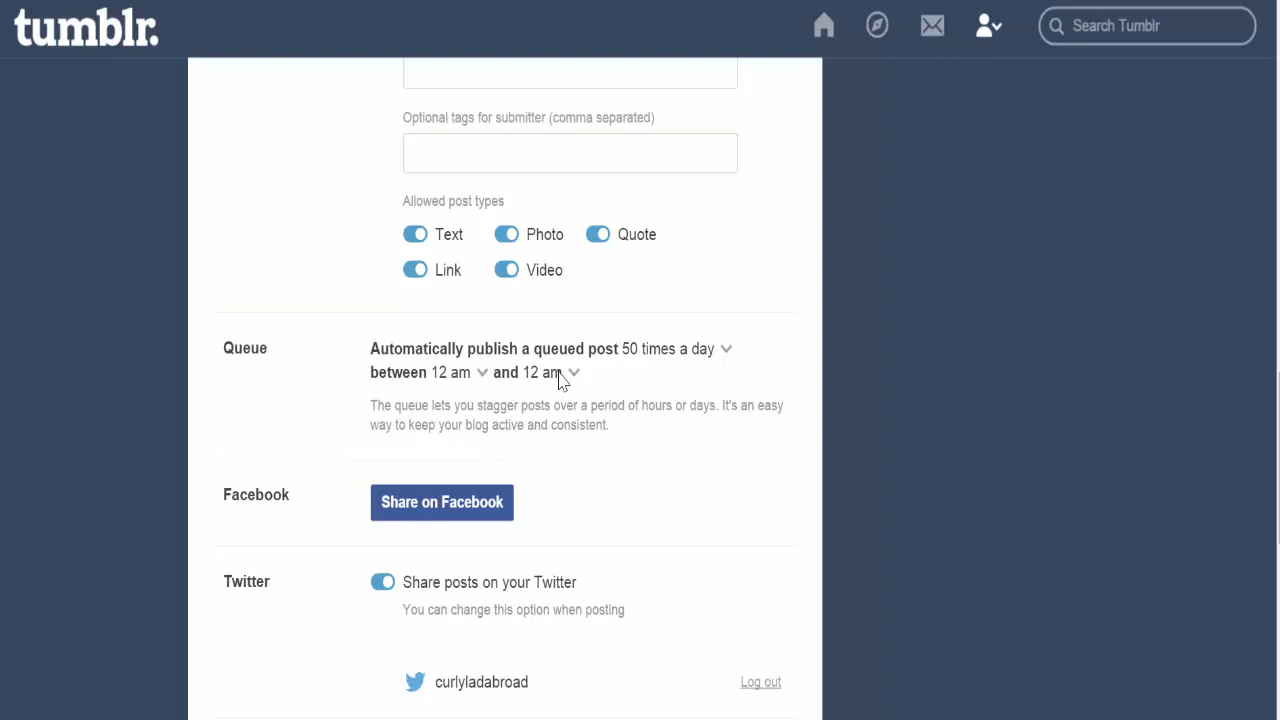 tumblr.
Search Tumblr
Optional tags for submitter (comma separated)
Allowed post types
Text Photo Quote
Link Video
Queue
Automatically publish a queued post 50 times a day
between 12 am and 12 am
The queue lets you stagger posts over a period of hours or days. It's an easy
way to keep your blog active and consistent.
Facebook
Share on Facebook
Twitter
Share posts on your Twitter
You can change this option when posting
curlyladabroad
Log out